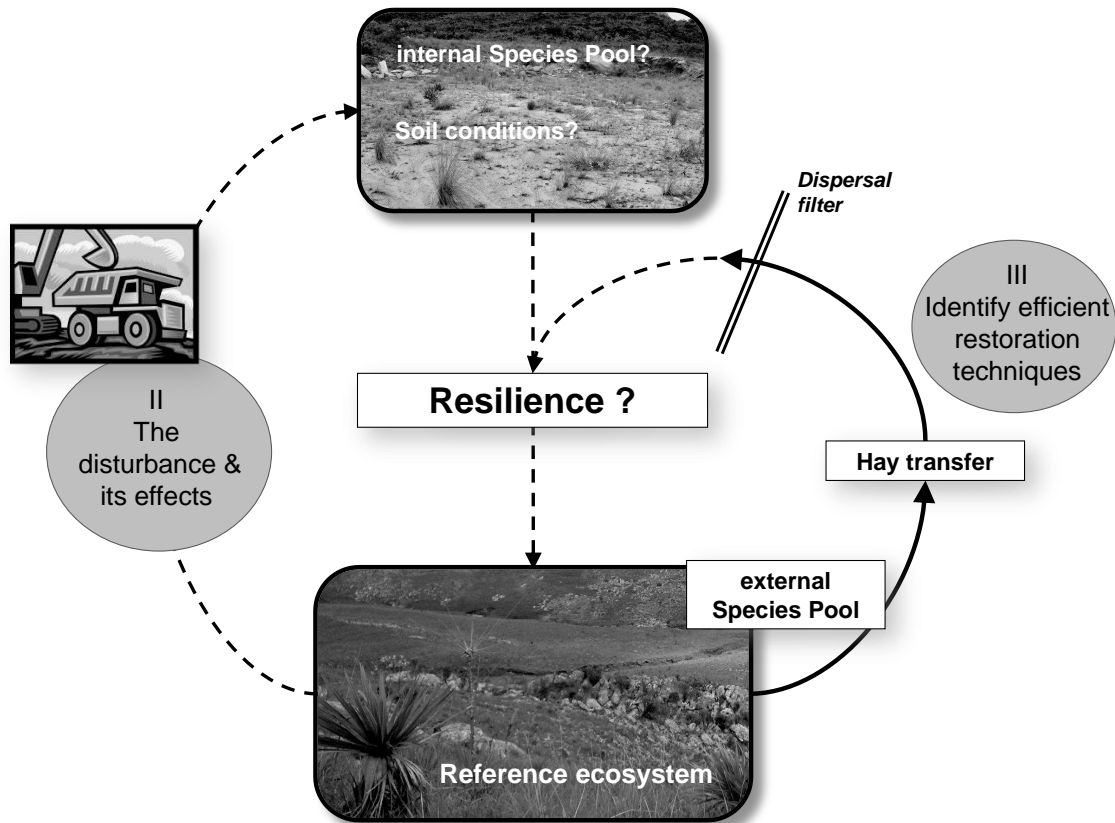 internal Species Pool?
Soil conditions?
Dispersal
filter
III
Identify efficient
restoration
techniques
II
The
disturbance &
its effects
Resilience ?
Hay transfer
external
Species Pool
Reference ecosystem